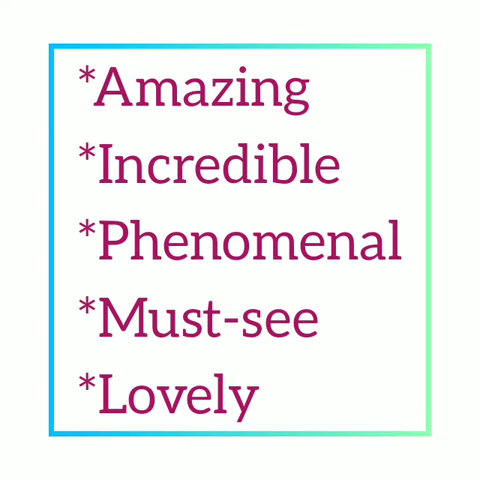 *Amazing
*Incredible
*Phenomenal
*Must-see
*Lovely